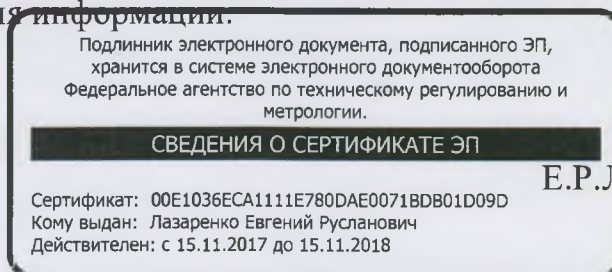 я информации.
Подлинник электронного документа, подписанного ЭП,
хранится в системе электронного документооборота
Федеральное агентство по техническому регулированию и
метрологии.
СВЕДЕНИЯ О СЕРТИФИКАТЕ ЭП
Е.Р.Л
Сертификат: 00E1036ECA1111E780DAE0071BDB01D09D
Кому выдан: Лазаренко Евгений Русланович
Действителен: с 15.11.2017 до 15.11.2018